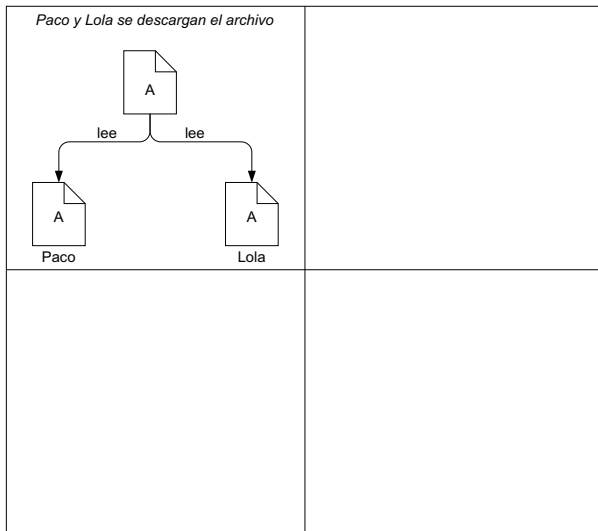 Paco y Lola se descargan el archivo
A
lee lee
A A
Paco Lola